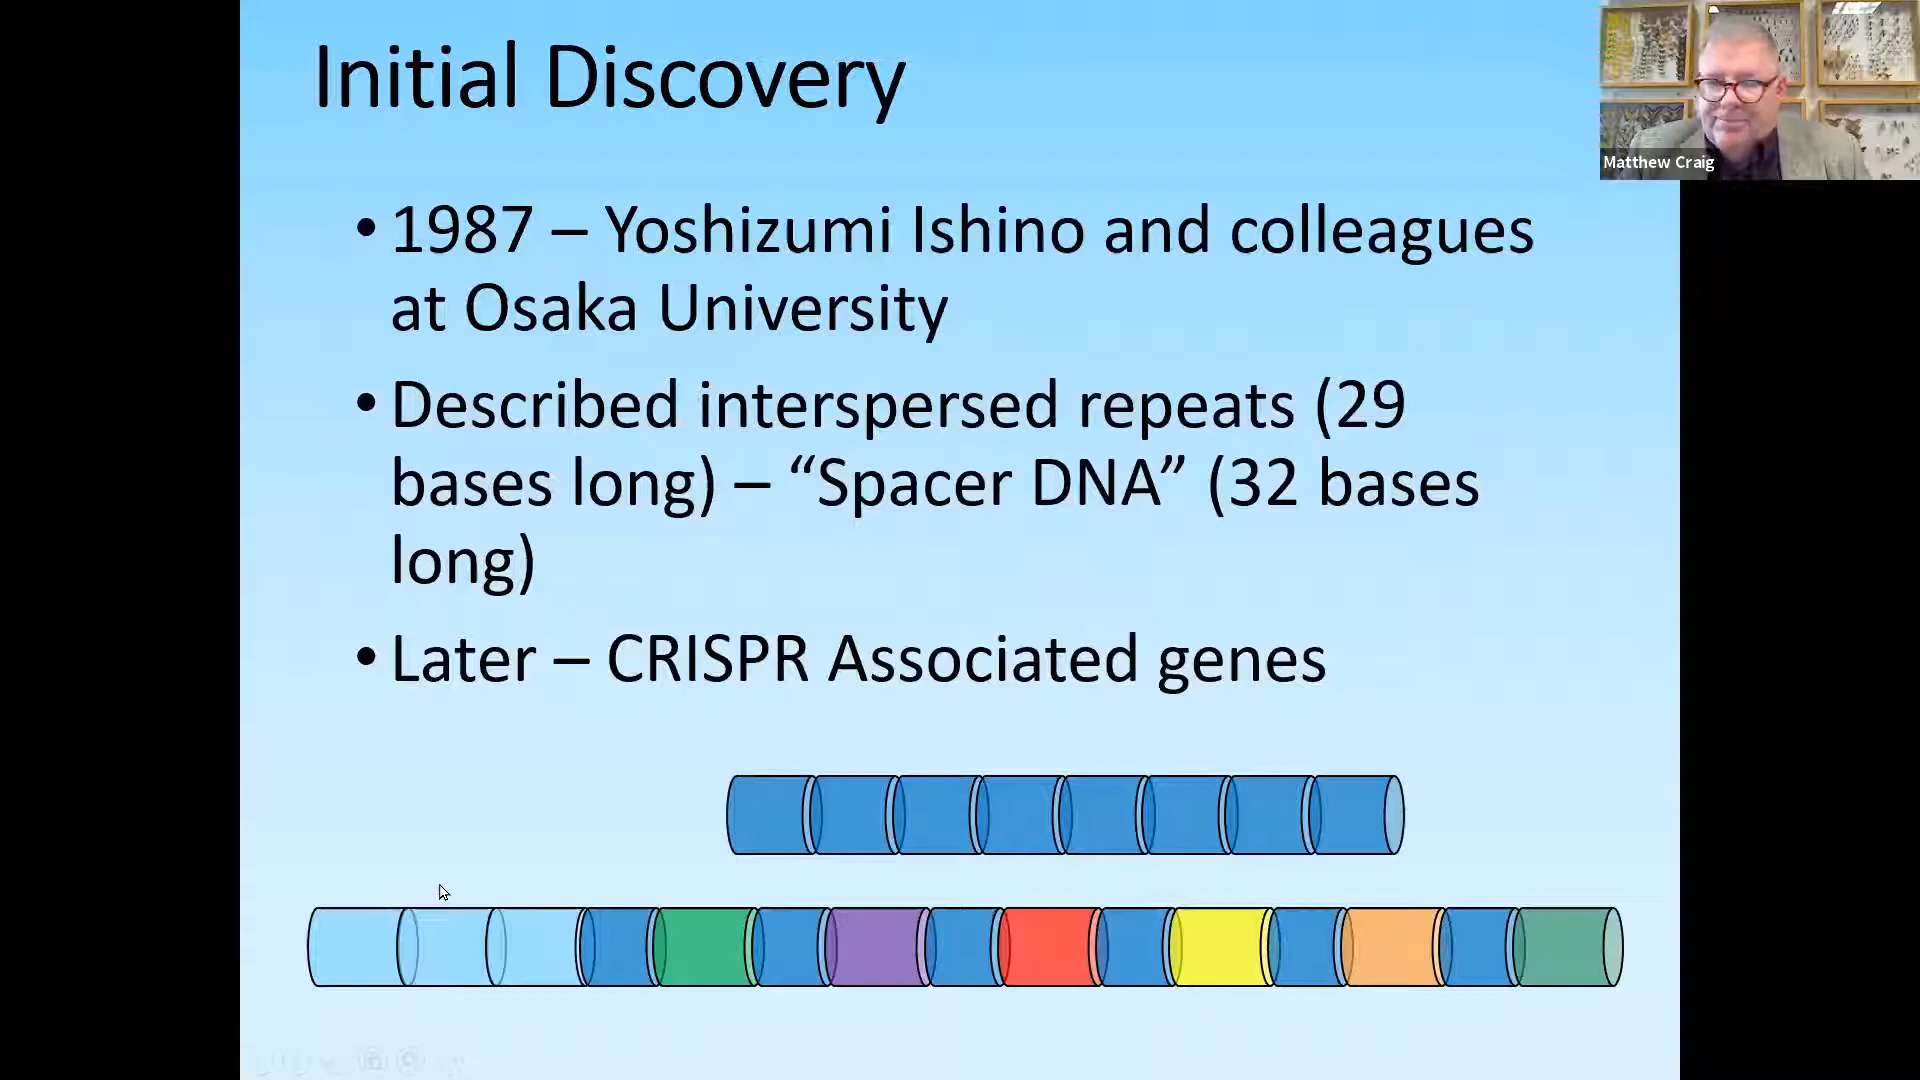 Initial Discovery
• 1987 – Yoshizumi Ishino and colleagues
at Osaka University
• Described interspersed repeats (29
bases long) – “Spacer DNA” (32 bases
long)
• Later – CRISPR Associated genes
Matthew Craig